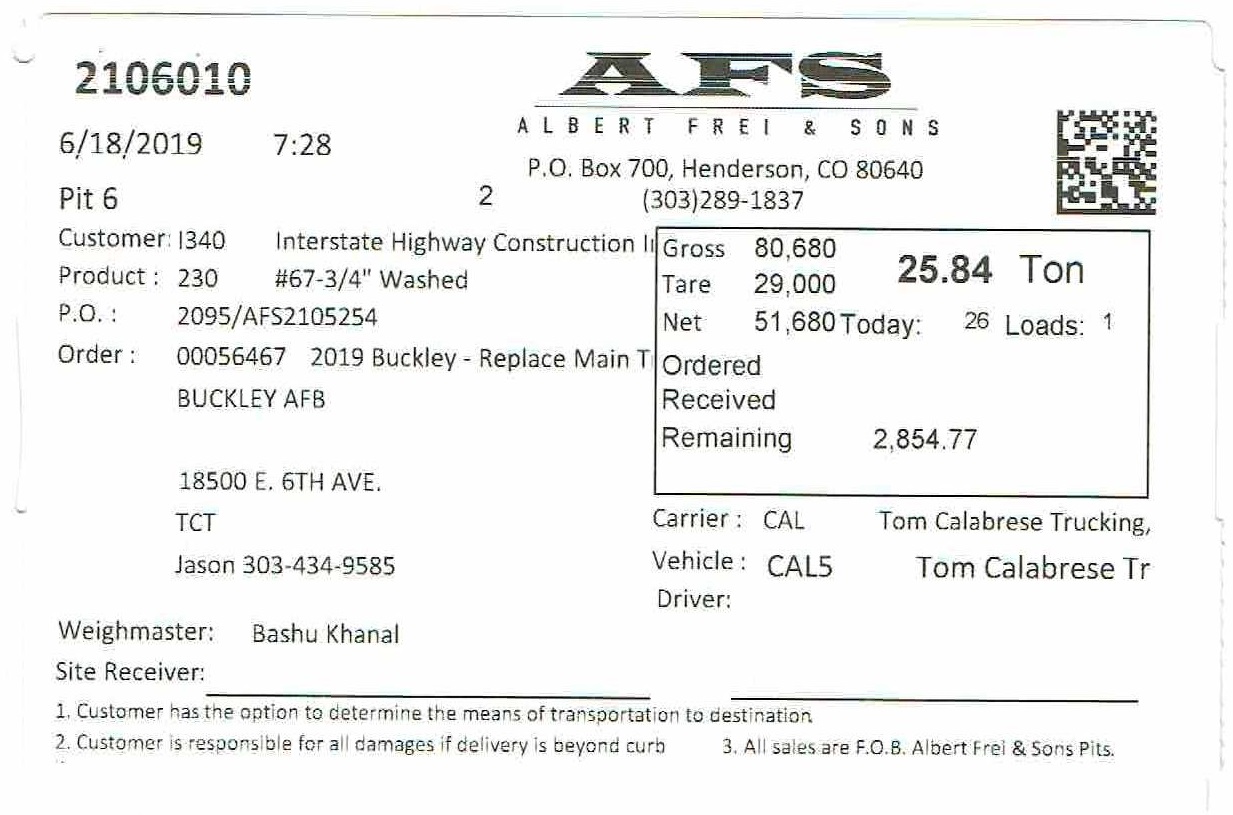 2106010
AFS
ALBERT FREI & SONS
6/18/2019 7:28
P.O. Box 700, Henderson, CO 80640
Pit 6 2 (303)289-1837
Customer: I340 Interstate Highway Construction
Product : 230 #67-3/4" Washed
P.O. : 2095/AFS2105254
Order : 00056467 2019 Buckley - Replace Main T
BUCKLEY AFB
18500 E. 6TH AVE.
TCT
Jason 303-434-9585
Gross 80,680 25.84 Ton
Tare 29,000
Net 51,680 Today: 26 Loads: 1
Ordered
Received
Remaining 2,854.77
Carrier : CAL Tom Calabrese Trucking,
Vehicle : CAL5 Tom Calabrese Tr
Driver:
Weighmaster: Bashu Khanal
Site Receiver:
1. Customer has the option to determine the means of transportation to destination
2. Customer is responsible for all damages if delivery is beyond curb 3. All sales are F.O.B. Albert Frei & Sons Pits.